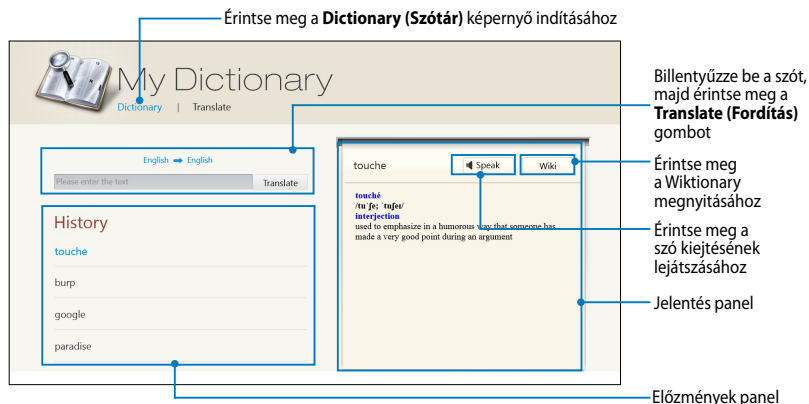 Érintse meg a Dictionary (Szótár) képernyő indításához
My Dictionary
Dictionary | Translate
English ➡ English
Please enter the text
Translate
History
touche
burp
google
paradise
touche
Speak
Wiki
touché
/tuˈʃe; ˈtuʃeɪ/
interjection
used to emphasize in a humorous way that someone has
made a very good point during an argument
Billentyűzze be a szót,
majd érintse meg a
Translate (Fordítás)
gombot
Érintse meg
a Wiktionary
megnyitásához
Érintse meg a
szó kiejtésének
lejátszásához
Jelentés panel
Előzmények panel